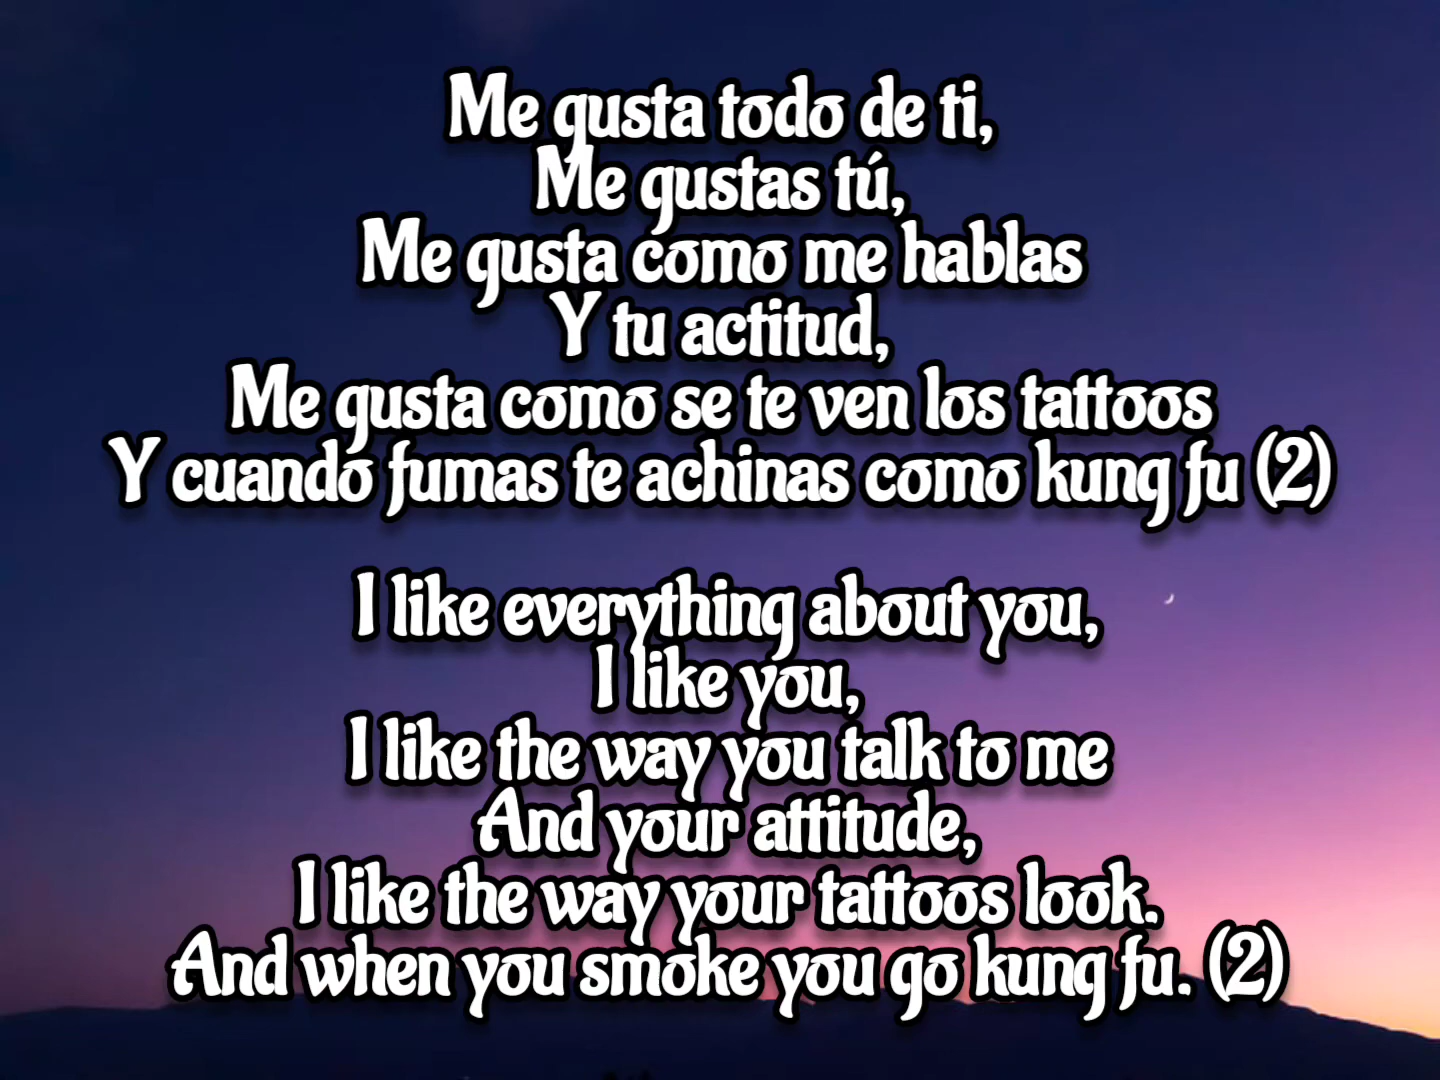 Me gusta todo de ti,
Me gustas tú,
Me gusta como me hablas
Y tu actitud,
Me gusta como se te ven los tattoos
Y cuando fumas te achinas como kung fu (2)
I like everything about you,
I like you,
I like the way you talk to me
And your attitude,
I like the way your tattoos look.
And when you smoke you go kung fu. (2)